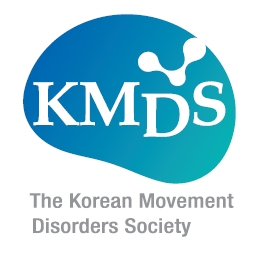 KMDS
The Korean Movement
Disorders Society